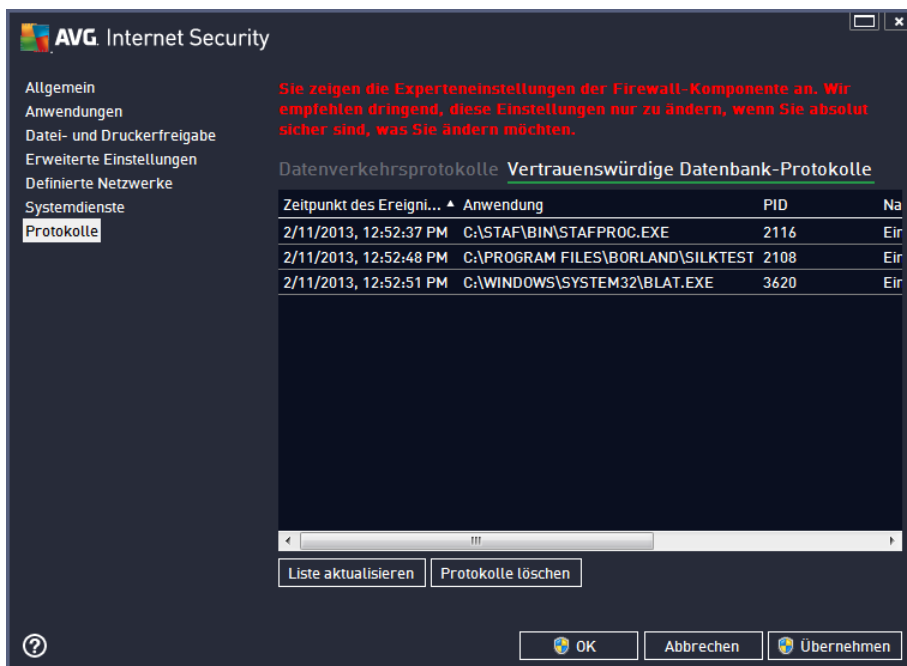 AVG. Internet Security
Allgemein
Anwendungen
Datei- und Druckerfreigabe
Erweiterte Einstellungen
Definierte Netzwerke
Systemdienste
Protokolle
Sie zeigen die Experteneinstellungen der Firewall-Komponente an. Wir
empfehlen dringend, diese Einstellungen nur zu ändern, wenn Sie absolut
sicher sind, was Sie ändern möchten.
Datenverkehrsprotokolle Vertrauenswürdige Datenbank-Protokolle
Zeitpunkt des Ereigni... Anwendung PID Na
2/11/2013, 12:52:37 PM C:\STAF\BIN\STAFPROC.EXE 2116 Ein
2/11/2013, 12:52:48 PM C:\PROGRAM FILES\BORLAND\SILKTEST 2108 Ein
2/11/2013, 12:52:51 PM C:\WINDOWS\SYSTEM32\BLAT.EXE 3620 Ein
Liste aktualisieren Protokolle löschen
OK Abbrechen Übernehmen